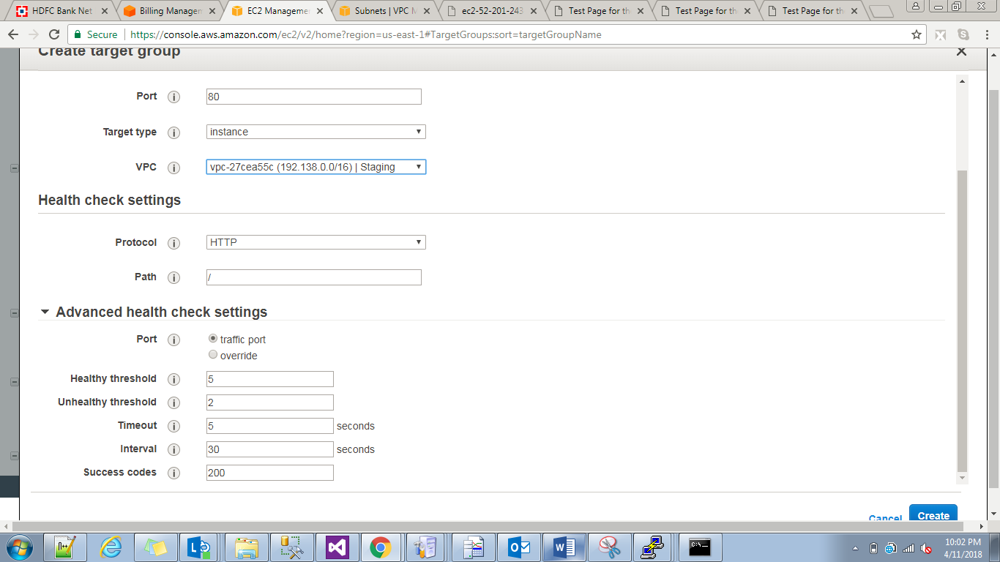 HDFC Bank Net
Billing Managem
EC2 Manageme
Subnets | VPC M
ec2-52-201-243
Test Page for th
Test Page for th
Test Page for th
Secure
https://console.aws.amazon.com/ec2/v2/home?region=us-east-1#TargetGroups:sort=targetGroupName
Create target group
Port 80
Target type instance
VPC vpc-27cea55c (192.138.0.0/16) | Staging
Health check settings
Protocol HTTP
Path /
Advanced health check settings
Port traffic port
override
Healthy threshold 5
Unhealthy threshold 2
Timeout 5 seconds
Interval 30 seconds
Success codes 200
Cancel Create
10:02 PM
4/11/2018